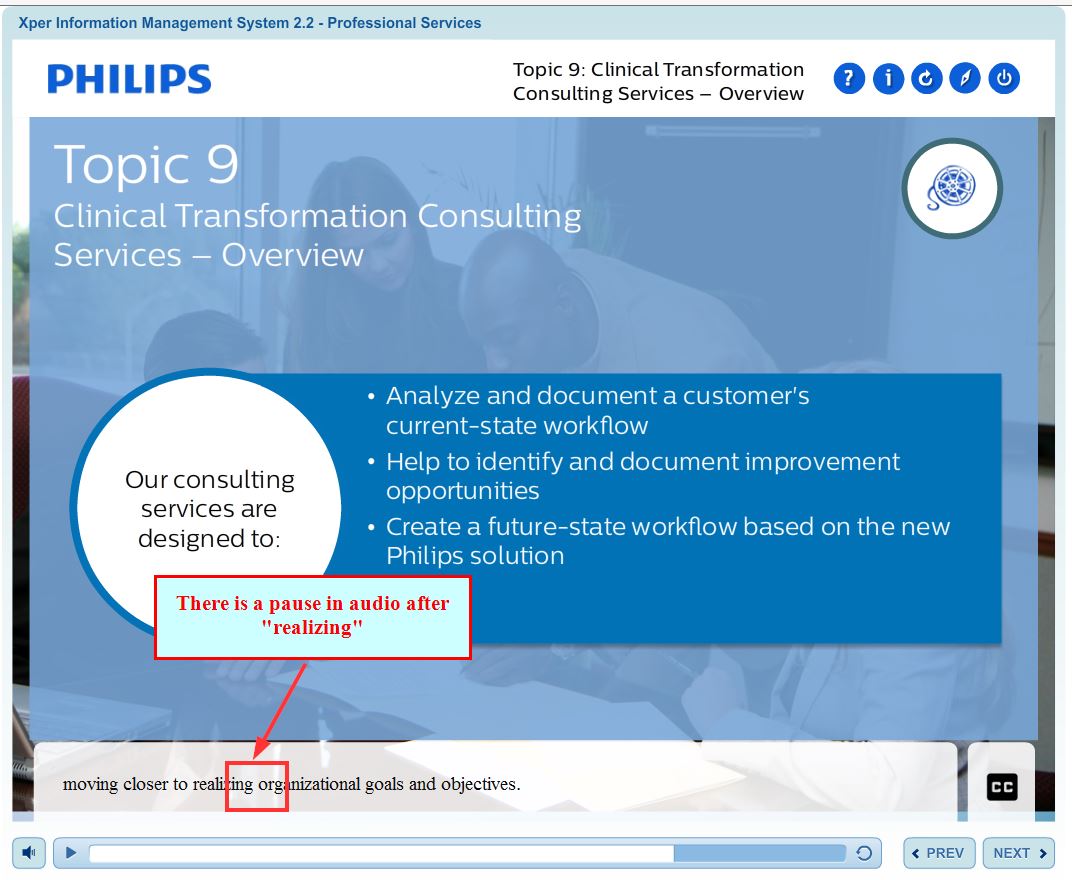 Xper Information Management System 2.2 - Professional Services
PHILIPS
Topic 9: Clinical Transformation
Consulting Services – Overview
?
i
Topic 9
Clinical Transformation Consulting
Services – Overview
Our consulting
services are
designed to:
• Analyze and document a customer's
current-state workflow
• Help to identify and document improvement
opportunities
• Create a future-state workflow based on the new
Philips solution
There is a pause in audio after
"realizing"
moving closer to realizing organizational goals and objectives.
CC
PREV
NEXT